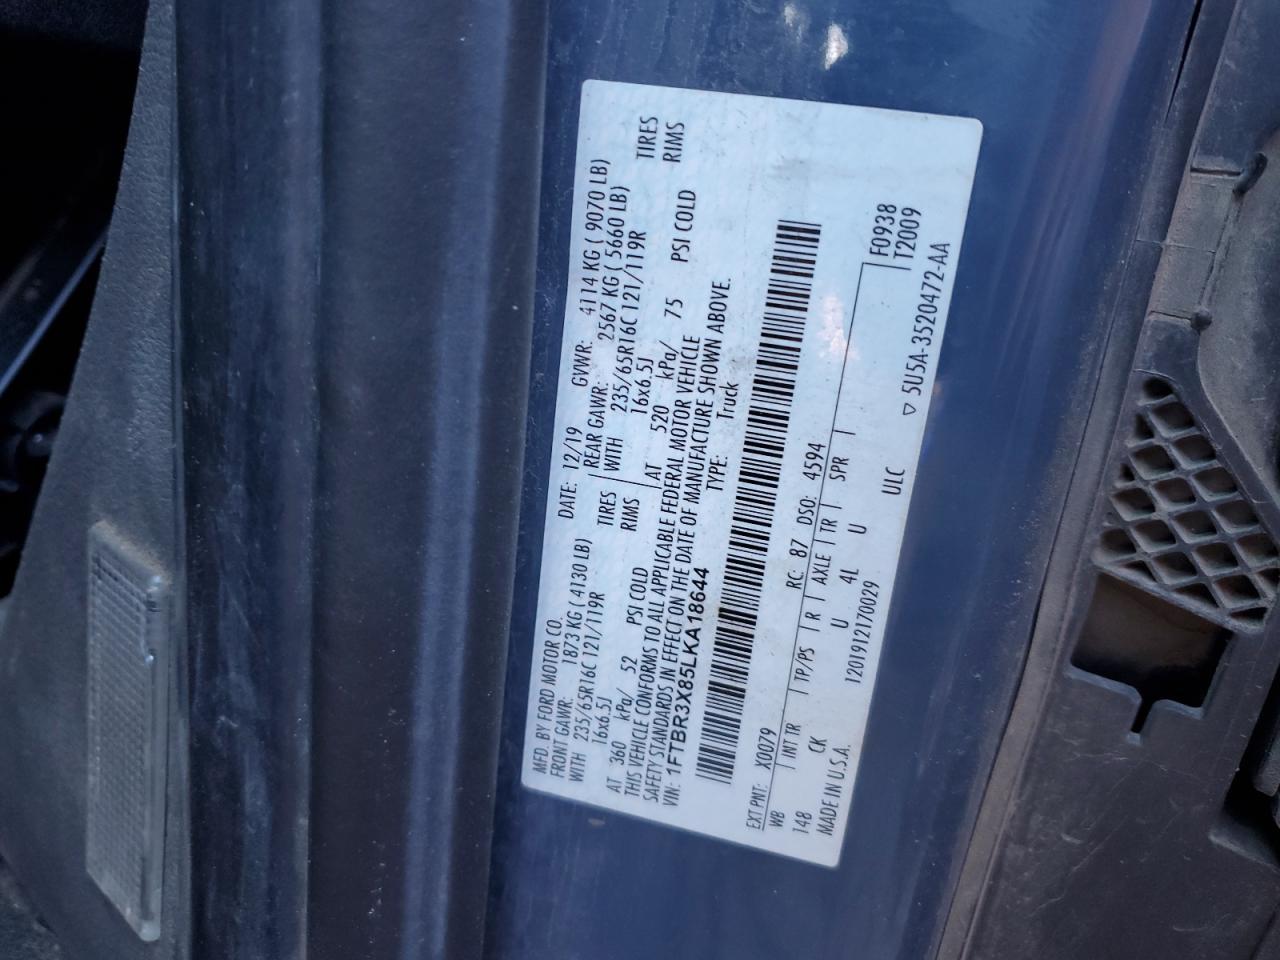 MFD. BY FORD MOTOR CO.
DATE: 12/19 GVWR: 4114 KG ( 9070 LB)
FRONT GAWR: 1873 KG ( 4130 LB) REAR GAWR: 2567 KG ( 5660 LB)
WITH 235/65R16C 121/119R TIRES WITH 235/65R16C 121/119R TIRES
16x6.5J RIMS 16x6.5J RIMS
AT 360 kPa/ 52 PSI COLD AT 520 kPa/ 75 PSI COLD
THIS VEHICLE CONFORMS TO ALL APPLICABLE FEDERAL MOTOR VEHICLE
SAFETY STANDARDS IN EFFECT ON THE DATE OF MANUFACTURE SHOWN ABOVE.
VIN: 1FTBR3X85LKA18644 TYPE: Truck
EXT PNT: X0079 RC: 87 DSO: 4594
WB INT TR TP/PS R AXLE TR SPR F0938
148 CK U 4L U T2009
MADE IN U.S.A. 1201912170029 ULC ▽ 5U5A-3520472-AA